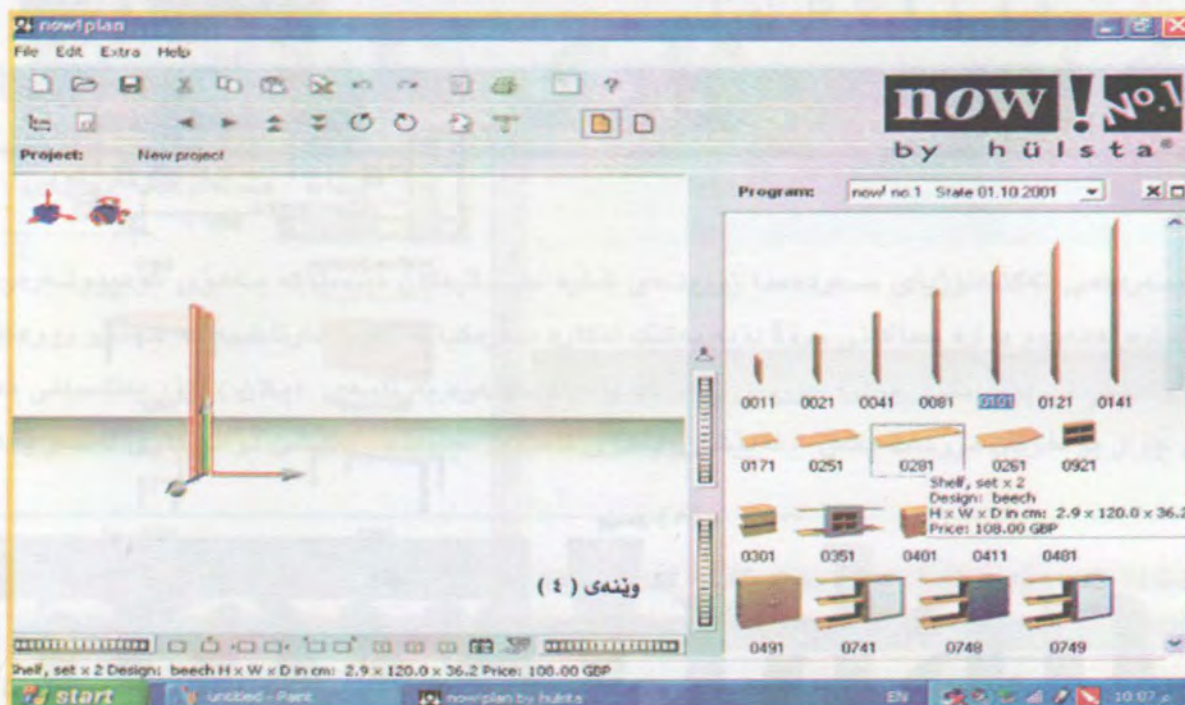 now!plan
File Edit Extra Help
now! No.1
by hülsta®
Project: New project
Program: now! no.1 State 01.10.2001
0011 0021 0041 0081 0101 0121 0141
0171 0251 0281 0261 0921
Shelf, set x 2
Design: beech
H x W x D in cm: 2.9 x 120.0 x 36.2
Price: 108.00 GBP
0301 0351 0401 0411 0481
وێنەی ( ٤ )
0491 0741 0748 0749
Shelf, set x 2 Design: beech H x W x D in cm: 2.9 x 120.0 x 36.2 Price: 108.00 GBP
start untitled - Paint now!plan by hülsta EN 10:07 م